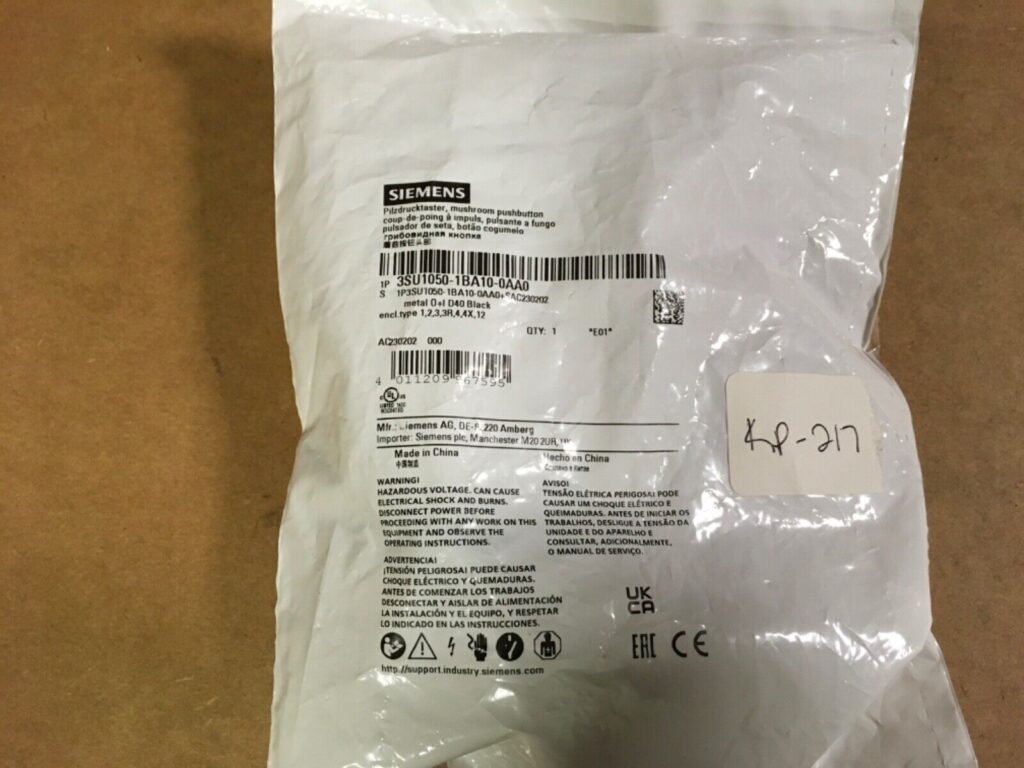 SIEMENS
Pilzdrucktaster, mushroom pushbutton
coup-de-poing à impuls, pulsante a fungo
pulsador de seta, botão cogumelo
грибовидная кнопка
1P 3SU1050-1BA10-0AA0
S 1P3SU1050-1BA10-0AA0+SAC230202
metal O+I D40 Black
encl.type 1,2,3,3R,4,4X,12
QTY: 1 *E01*
AC230202 000
4 011209 567595
UL
LISTED
Mfr.: Siemens AG, DE-9 220 Amberg
Importer: Siemens plc, Manchester M20 2UR, UK
Made in China
中国制造
Hecho en China
WARNING!
HAZARDOUS VOLTAGE. CAN CAUSE
ELECTRICAL SHOCK AND BURNS.
DISCONNECT POWER BEFORE
PROCEEDING WITH ANY WORK ON THIS
EQUIPMENT AND OBSERVE THE
OPERATING INSTRUCTIONS.
AVISO!
TENSÃO ELÉTRICA PERIGOSA! PODE
CAUSAR UM CHOQUE ELÉTRICO E
QUEIMADURAS. ANTES DE INICIAR OS
TRABALHOS, DESLIGUE A TENSÃO DA
UNIDADE E DO APARELHO E
CONSULTAR, ADICIONALMENTE,
O MANUAL DE SERVIÇO.
ADVERTENCIA!
¡TENSIÓN PELIGROSA! PUEDE CAUSAR
CHOQUE ELÉCTRICO Y QUEMADURAS.
ANTES DE COMENZAR LOS TRABAJOS
DESCONECTAR Y AISLAR DE ALIMENTACIÓN
LA INSTALACIÓN Y EL EQUIPO, Y RESPETAR
LO INDICADO EN LAS INSTRUCCIONES.
UK
CA
EAC CE
http://support.industry.siemens.com
KP-217